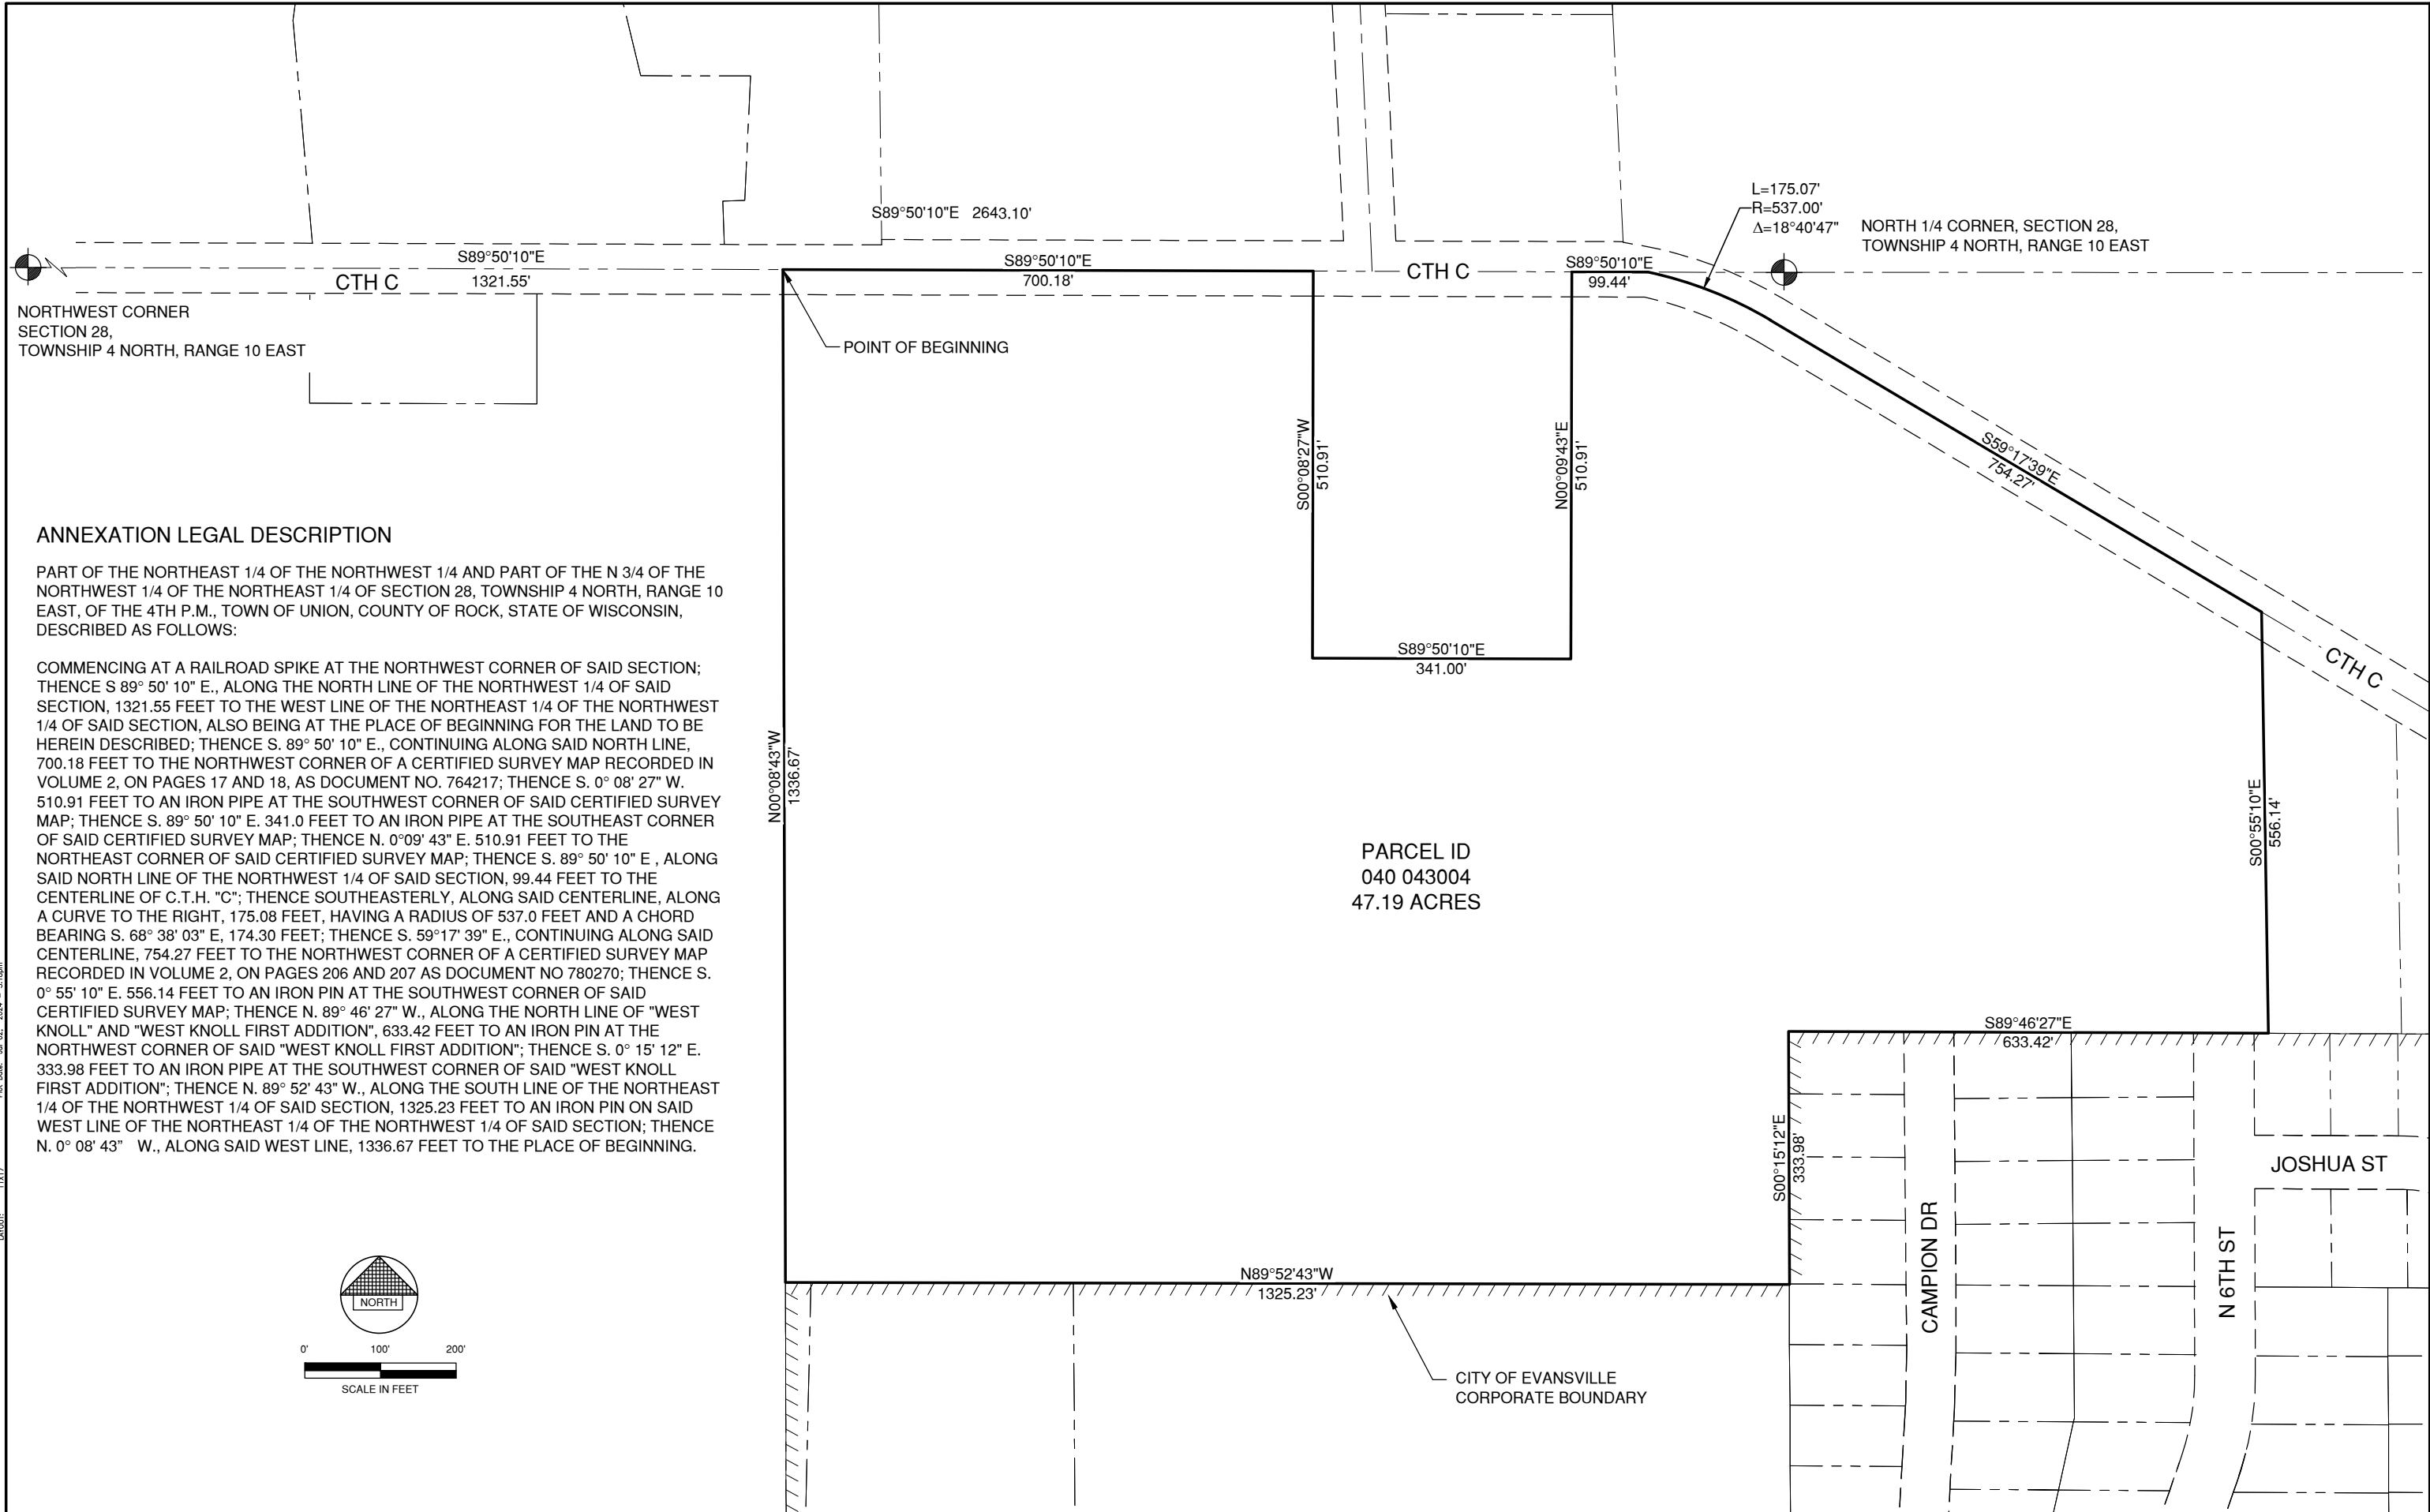 S89°50'10"E   2643.10'
L=175.07'
R=537.00'
Δ=18°40'47"
NORTH 1/4 CORNER, SECTION 28,
TOWNSHIP 4 NORTH, RANGE 10 EAST
S89°50'10"E
1321.55'
CTH C
S89°50'10"E
700.18'
CTH C
S89°50'10"E
99.44'
NORTHWEST CORNER
SECTION 28,
TOWNSHIP 4 NORTH, RANGE 10 EAST
POINT OF BEGINNING
S00°08'27"W
510.91'
N00°09'43"E
510.91'
S59°17'39"E
754.27'
S89°50'10"E
341.00'
CTH C
ANNEXATION LEGAL DESCRIPTION
PART OF THE NORTHEAST 1/4 OF THE NORTHWEST 1/4 AND PART OF THE N 3/4 OF THE
NORTHWEST 1/4 OF THE NORTHEAST 1/4 OF SECTION 28, TOWNSHIP 4 NORTH, RANGE 10
EAST, OF THE 4TH P.M., TOWN OF UNION, COUNTY OF ROCK, STATE OF WISCONSIN,
DESCRIBED AS FOLLOWS:
COMMENCING AT A RAILROAD SPIKE AT THE NORTHWEST CORNER OF SAID SECTION;
THENCE S 89° 50' 10" E., ALONG THE NORTH LINE OF THE NORTHWEST 1/4 OF SAID
SECTION, 1321.55 FEET TO THE WEST LINE OF THE NORTHEAST 1/4 OF THE NORTHWEST
1/4 OF SAID SECTION, ALSO BEING AT THE PLACE OF BEGINNING FOR THE LAND TO BE
HEREIN DESCRIBED; THENCE S. 89° 50' 10" E., CONTINUING ALONG SAID NORTH LINE,
700.18 FEET TO THE NORTHWEST CORNER OF A CERTIFIED SURVEY MAP RECORDED IN
VOLUME 2, ON PAGES 17 AND 18, AS DOCUMENT NO. 764217; THENCE S. 0° 08' 27" W.
510.91 FEET TO AN IRON PIPE AT THE SOUTHWEST CORNER OF SAID CERTIFIED SURVEY
MAP; THENCE S. 89° 50' 10" E. 341.0 FEET TO AN IRON PIPE AT THE SOUTHEAST CORNER
OF SAID CERTIFIED SURVEY MAP; THENCE N. 0°09' 43" E. 510.91 FEET TO THE
NORTHEAST CORNER OF SAID CERTIFIED SURVEY MAP; THENCE S. 89° 50' 10" E , ALONG
SAID NORTH LINE OF THE NORTHWEST 1/4 OF SAID SECTION, 99.44 FEET TO THE
CENTERLINE OF C.T.H. "C"; THENCE SOUTHEASTERLY, ALONG SAID CENTERLINE, ALONG
A CURVE TO THE RIGHT, 175.08 FEET, HAVING A RADIUS OF 537.0 FEET AND A CHORD
BEARING S. 68° 38' 03" E, 174.30 FEET; THENCE S. 59°17' 39" E., CONTINUING ALONG SAID
CENTERLINE, 754.27 FEET TO THE NORTHWEST CORNER OF A CERTIFIED SURVEY MAP
RECORDED IN VOLUME 2, ON PAGES 206 AND 207 AS DOCUMENT NO 780270; THENCE S.
0° 55' 10" E. 556.14 FEET TO AN IRON PIN AT THE SOUTHWEST CORNER OF SAID
CERTIFIED SURVEY MAP; THENCE N. 89° 46' 27" W., ALONG THE NORTH LINE OF "WEST
KNOLL" AND "WEST KNOLL FIRST ADDITION", 633.42 FEET TO AN IRON PIN AT THE
NORTHWEST CORNER OF SAID "WEST KNOLL FIRST ADDITION"; THENCE S. 0° 15' 12" E.
333.98 FEET TO AN IRON PIPE AT THE SOUTHWEST CORNER OF SAID "WEST KNOLL
FIRST ADDITION"; THENCE N. 89° 52' 43" W., ALONG THE SOUTH LINE OF THE NORTHEAST
1/4 OF THE NORTHWEST 1/4 OF SAID SECTION, 1325.23 FEET TO AN IRON PIN ON SAID
WEST LINE OF THE NORTHEAST 1/4 OF THE NORTHWEST 1/4 OF SAID SECTION; THENCE
N. 0° 08' 43"   W., ALONG SAID WEST LINE, 1336.67 FEET TO THE PLACE OF BEGINNING.
N00°08'43"W
1336.67'
PARCEL ID
040 043004
47.19 ACRES
S00°55'10"E
556.14'
S89°46'27"E
633.42'
S00°15'12"E
333.98'
JOSHUA ST
CAMPION DR
N 6TH ST
N89°52'43"W
1325.23'
NORTH
0' 100' 200'
SCALE IN FEET
CITY OF EVANSVILLE
CORPORATE BOUNDARY